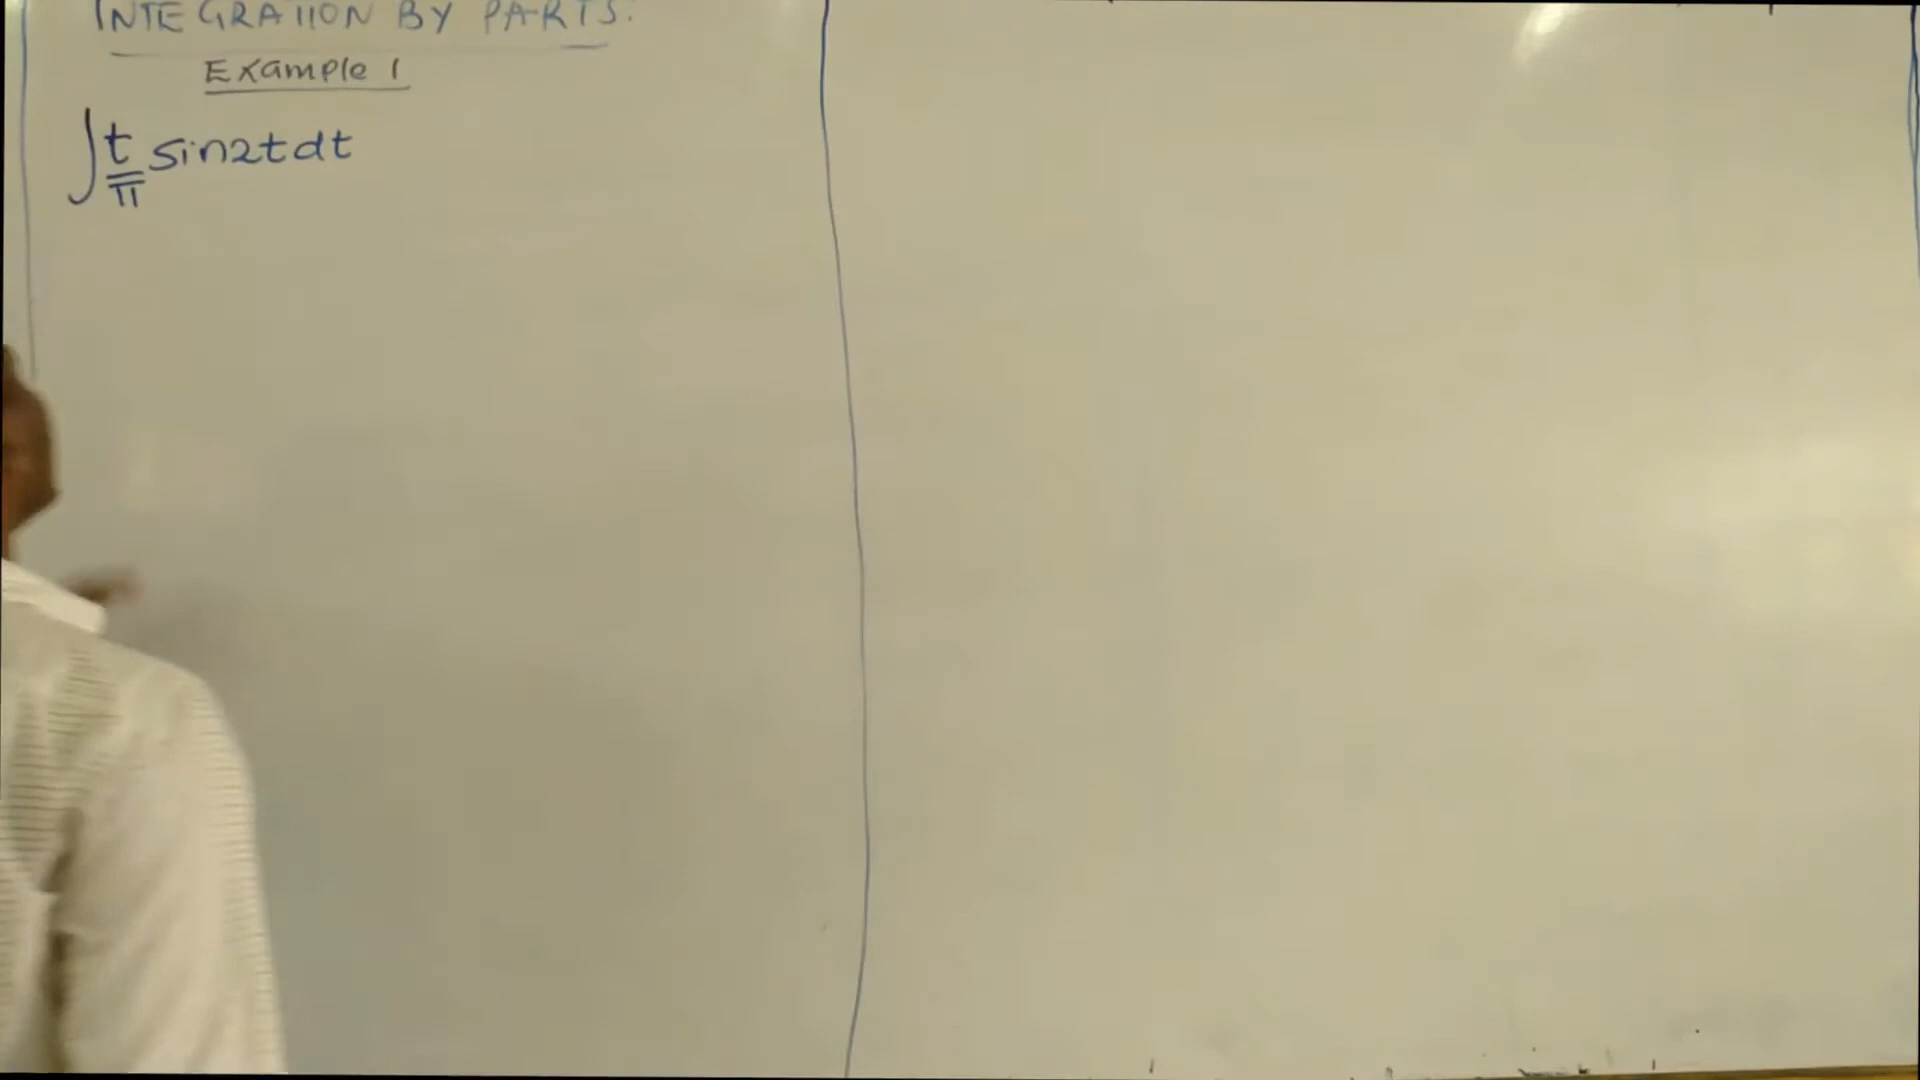 INTEGRATION BY PARTS.
Example 1
∫ t/π sin2t dt